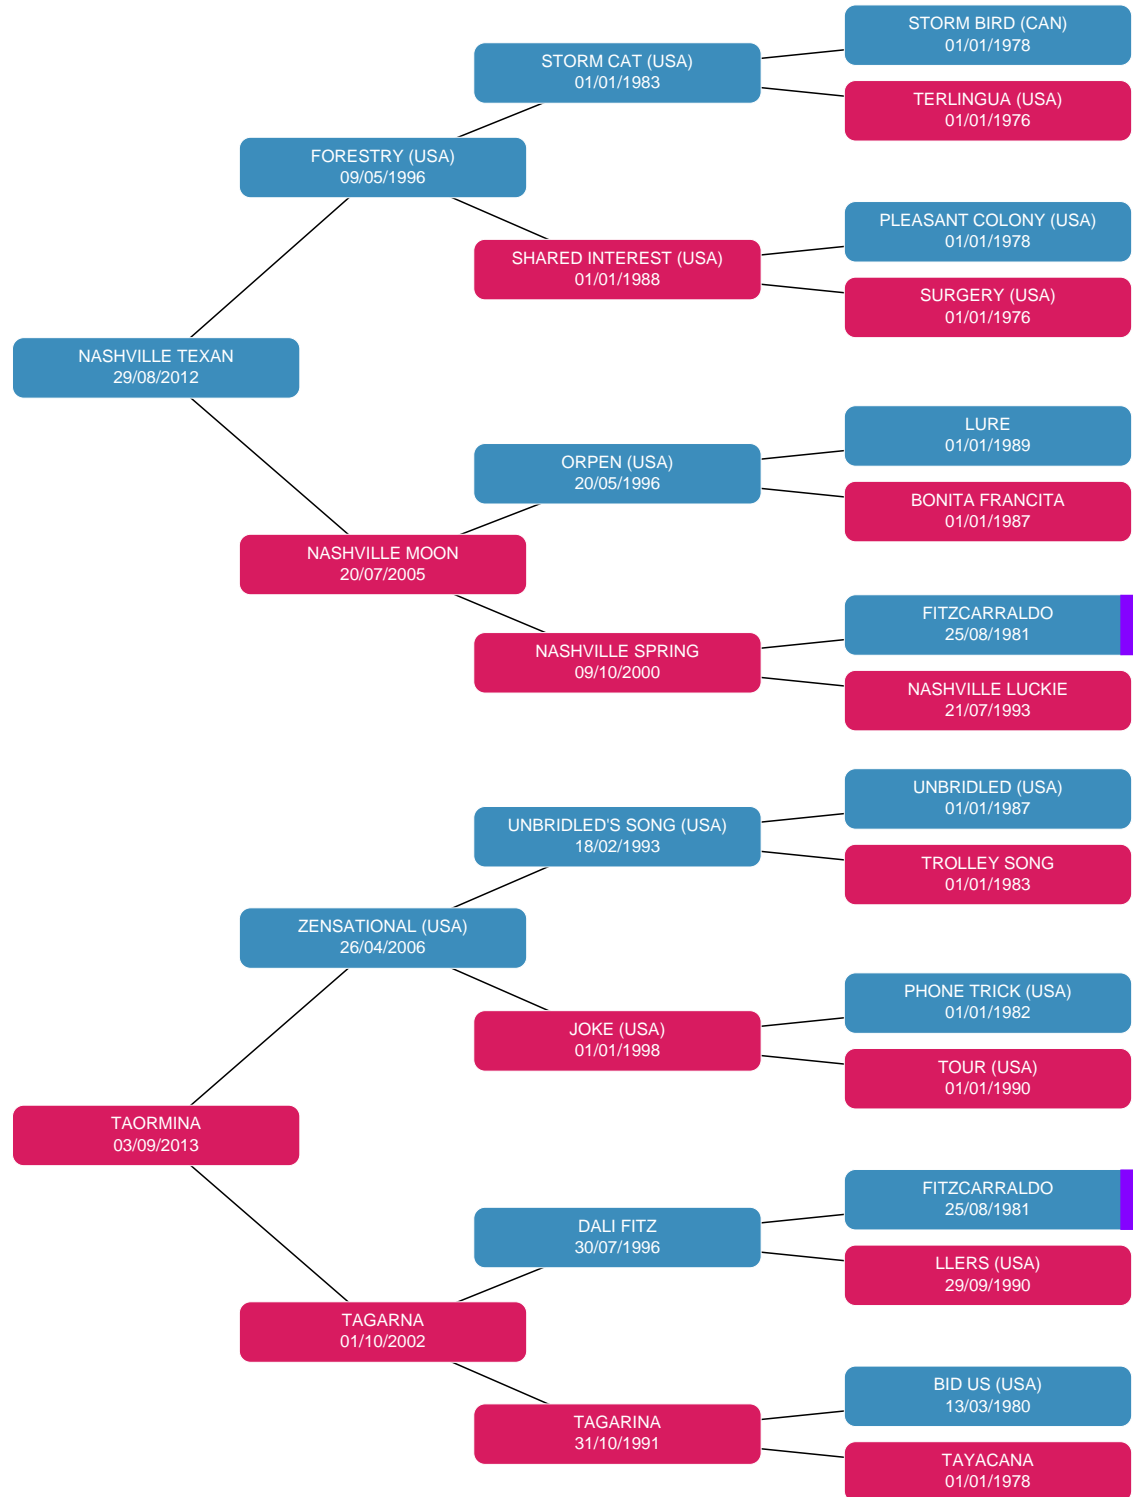 STORM BIRD (CAN)
01/01/1978
STORM CAT (USA)
01/01/1983
TERLINGUA (USA)
01/01/1976
FORESTRY (USA)
09/05/1996
PLEASANT COLONY (USA)
01/01/1978
SHARED INTEREST (USA)
01/01/1988
SURGERY (USA)
01/01/1976
NASHVILLE TEXAN
29/08/2012
LURE
01/01/1989
ORPEN (USA)
20/05/1996
BONITA FRANCITA
01/01/1987
NASHVILLE MOON
20/07/2005
FITZCARRALDO
25/08/1981
NASHVILLE SPRING
09/10/2000
NASHVILLE LUCKIE
21/07/1993
UNBRIDLED (USA)
01/01/1987
UNBRIDLED'S SONG (USA)
18/02/1993
TROLLEY SONG
01/01/1983
ZENSATIONAL (USA)
26/04/2006
PHONE TRICK (USA)
01/01/1982
JOKE (USA)
01/01/1998
TOUR (USA)
01/01/1990
TAORMINA
03/09/2013
FITZCARRALDO
25/08/1981
DALI FITZ
30/07/1996
LLERS (USA)
29/09/1990
TAGARNA
01/10/2002
BID US (USA)
13/03/1980
TAGARINA
31/10/1991
TAYACANA
01/01/1978